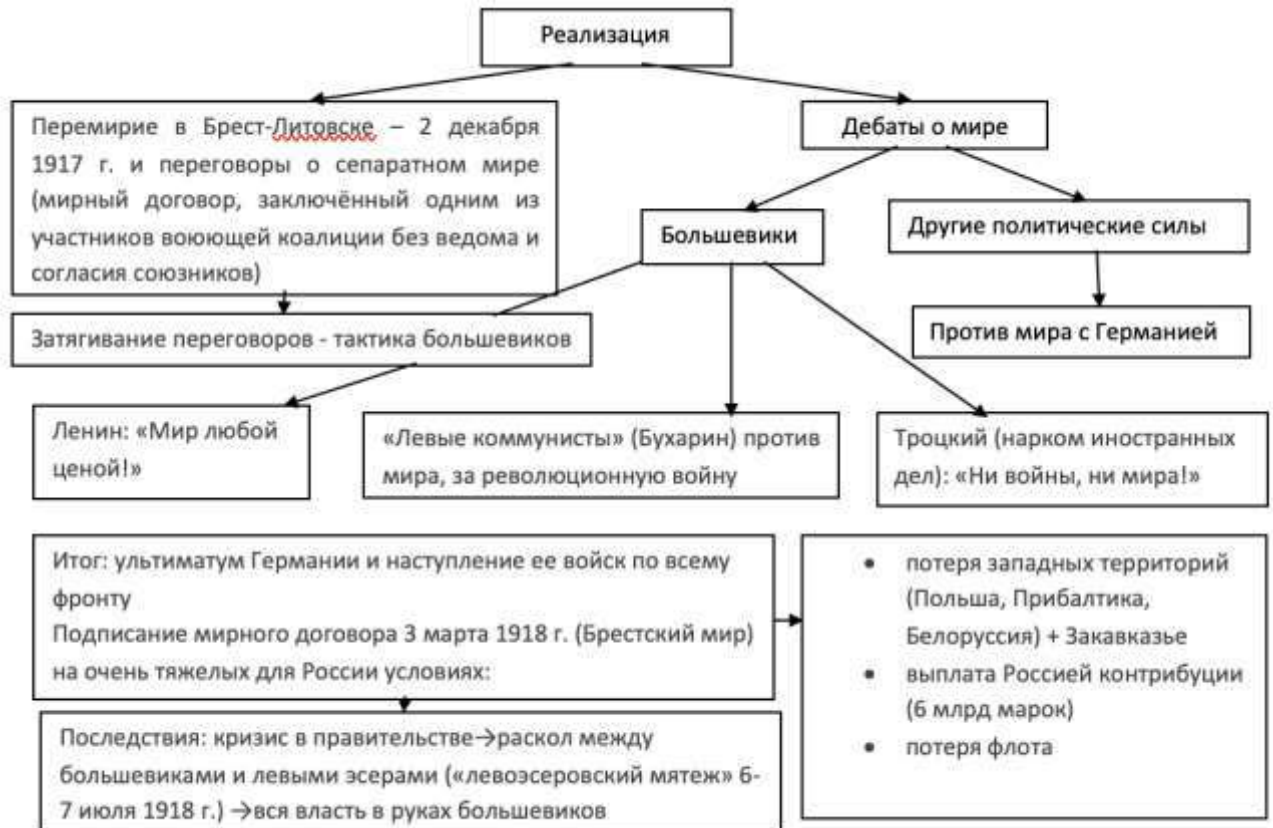 Реализация
Перемирие в Брест-Литовске – 2 декабря
1917 г. и переговоры о сепаратном мире
(мирный договор, заключённый одним из
участников воюющей коалиции без ведома и
согласия союзников)
Дебаты о мире
Большевики
Другие политические силы
Затягивание переговоров - тактика большевиков
Против мира с Германией
Ленин: «Мир любой
ценой!»
«Левые коммунисты» (Бухарин) против
мира, за революционную войну
Троцкий (нарком иностранных
дел): «Ни войны, ни мира!»
Итог: ультиматум Германии и наступление ее войск по всему
фронту
Подписание мирного договора 3 марта 1918 г. (Брестский мир)
на очень тяжелых для России условиях:
• потеря западных территорий
(Польша, Прибалтика,
Белоруссия) + Закавказье
• выплата Россией контрибуции
(6 млрд марок)
• потеря флота
Последствия: кризис в правительстве→раскол между
большевиками и левыми эсерами («левоэсеровский мятеж» 6-
7 июля 1918 г.) →вся власть в руках большевиков